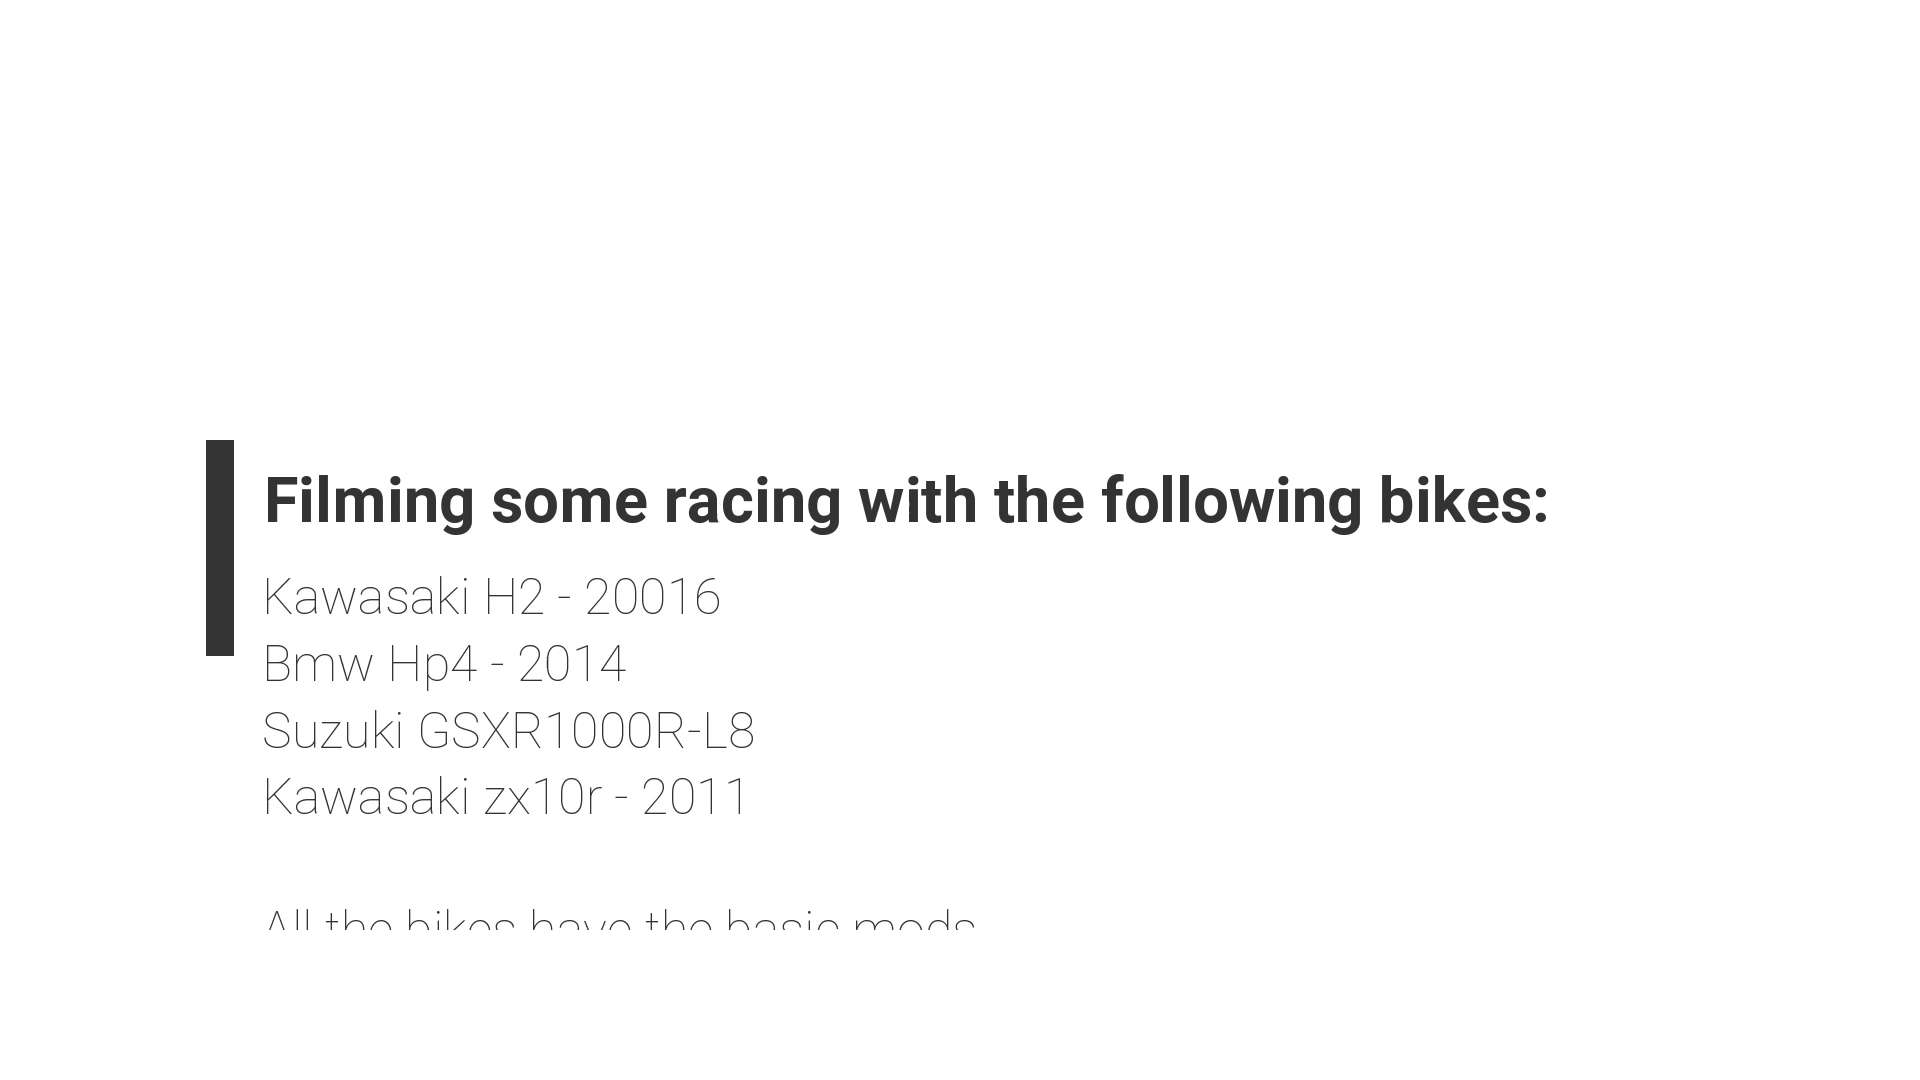 Filming some racing with the following bikes:
Kawasaki H2 - 20016
Bmw Hp4 - 2014
Suzuki GSXR1000R-L8
Kawasaki zx10r - 2011
All the bikes have the basic mods